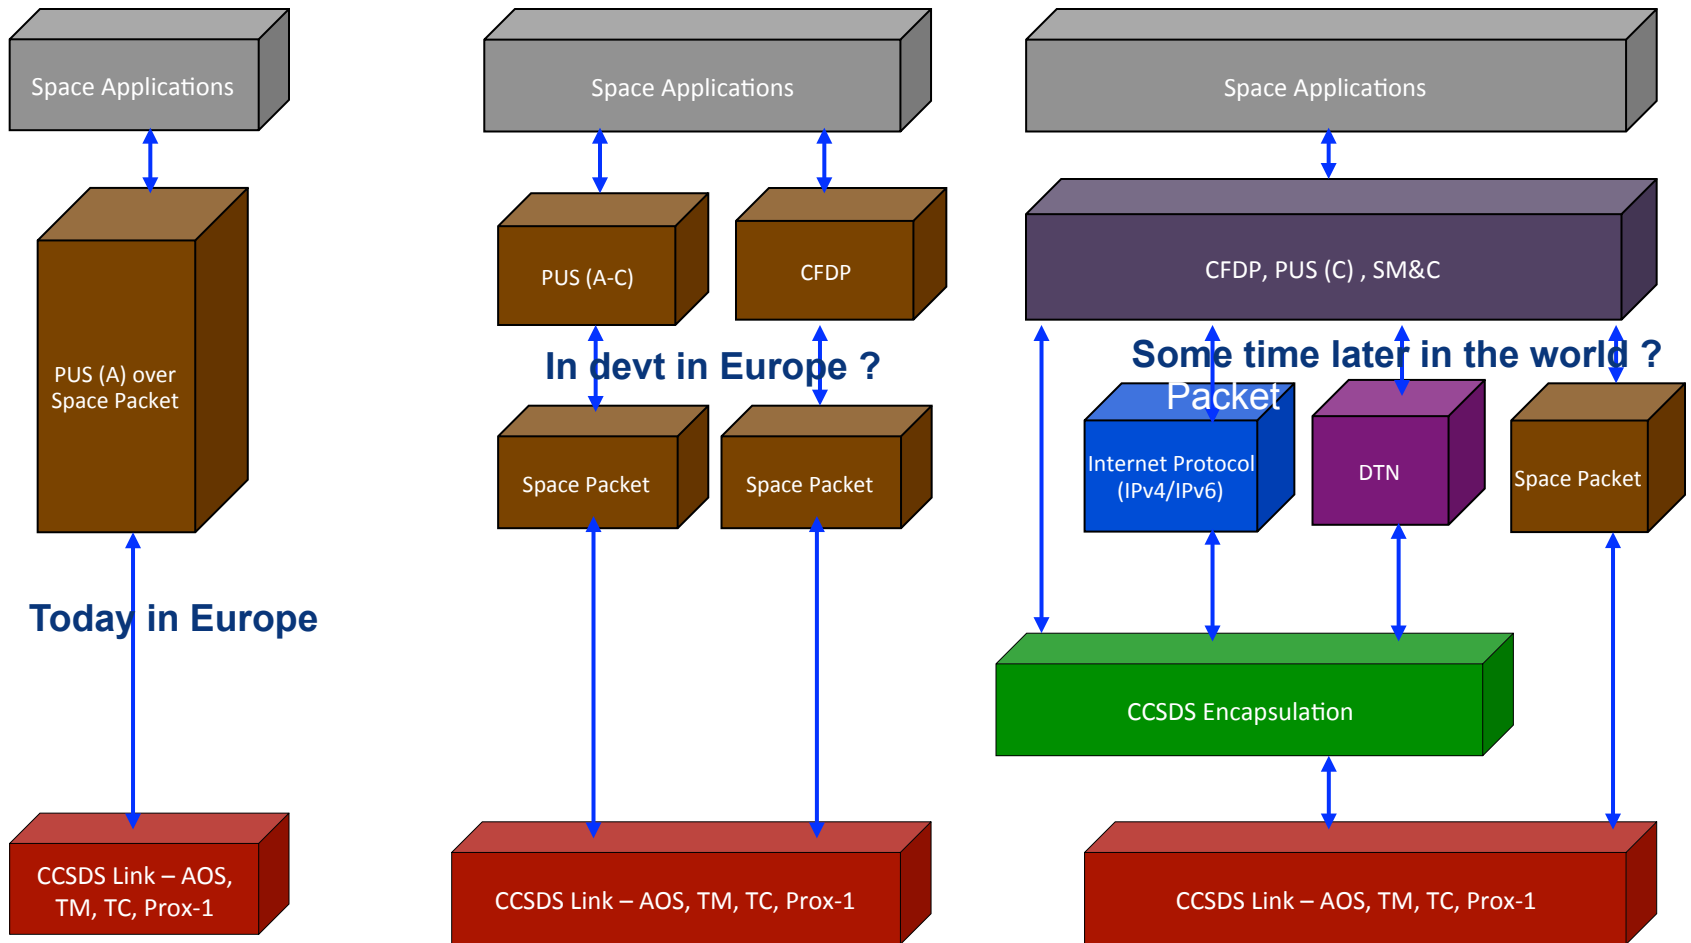 Space Applications
PUS (A) over
Space Packet
Today in Europe
CCSDS Link – AOS,
TM, TC, Prox-1
Space Applications
PUS (A-C)
CFDP
In devt in Europe ?
Space Packet
Space Packet
CCSDS Link – AOS, TM, TC, Prox-1
Space Applications
CFDP, PUS (C) , SM&C
Some time later in the world ?
Packet
Internet Protocol
(IPv4/IPv6)
DTN
Space Packet
CCSDS Encapsulation
CCSDS Link – AOS, TM, TC, Prox-1